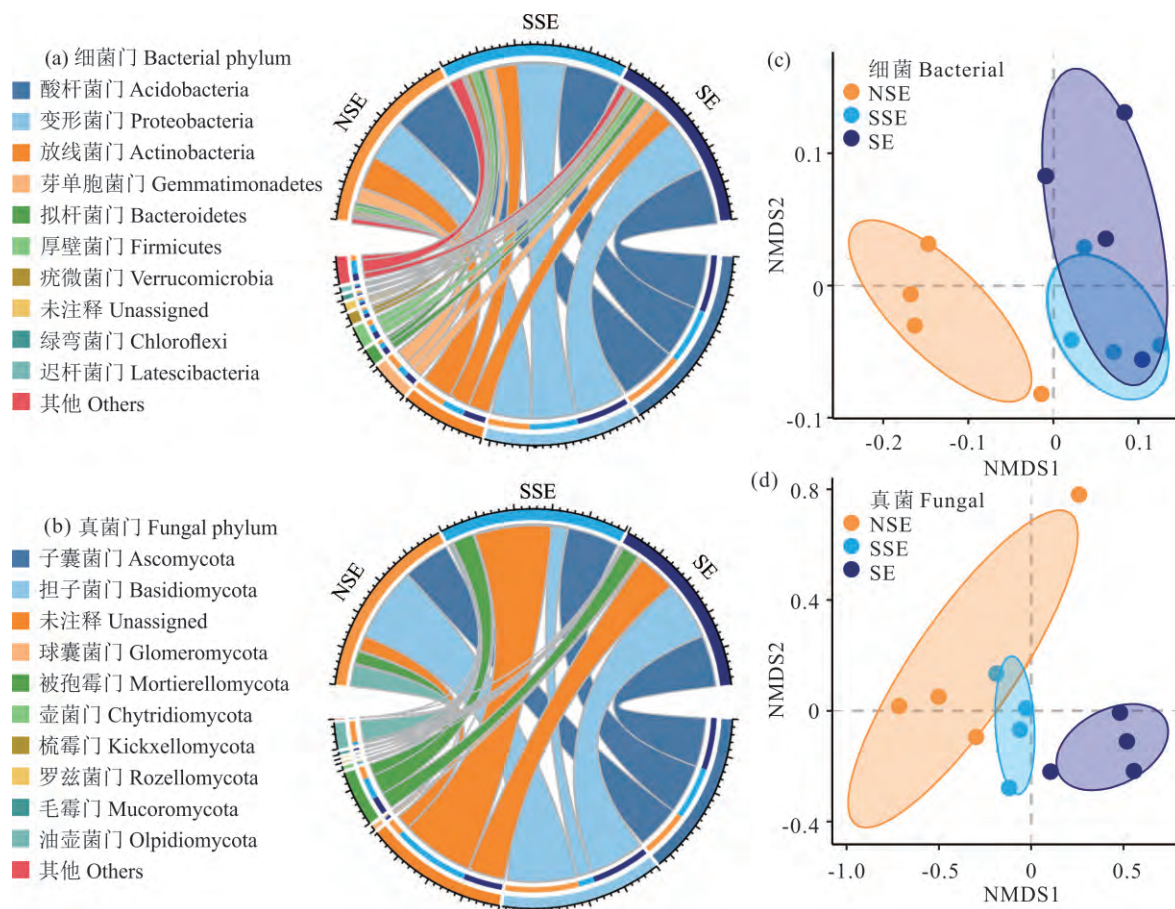 (a) 细菌门 Bacterial phylum
酸杆菌门 Acidobacteria
变形菌门 Proteobacteria
放线菌门 Actinobacteria
芽单胞菌门 Gemmatimonadetes
拟杆菌门 Bacteroidetes
厚壁菌门 Firmicutes
疣微菌门 Verrucomicrobia
未注释 Unassigned
绿弯菌门 Chloroflexi
迟杆菌门 Latescibacteria
其他 Others
NSE
SSE
SE
(c)
细菌 Bacterial
NSE
SSE
SE
NMDS2
0.1
0
-0.1
-0.2
-0.1
0
0.1
NMDS1
(b) 真菌门 Fungal phylum
子囊菌门 Ascomycota
担子菌门 Basidiomycota
未注释 Unassigned
球囊菌门 Glomeromycota
被孢霉门 Mortierellomycota
壶菌门 Chytridiomycota
梳霉门 Kickxellomycota
罗兹菌门 Rozellomycota
毛霉门 Mucoromycota
油壶菌门 Olpidiomycota
其他 Others
NSE
SSE
SE
(d)
真菌 Fungal
NSE
SSE
SE
NMDS2
0.8
0.4
0
-0.4
-1.0
-0.5
0
0.5
NMDS1